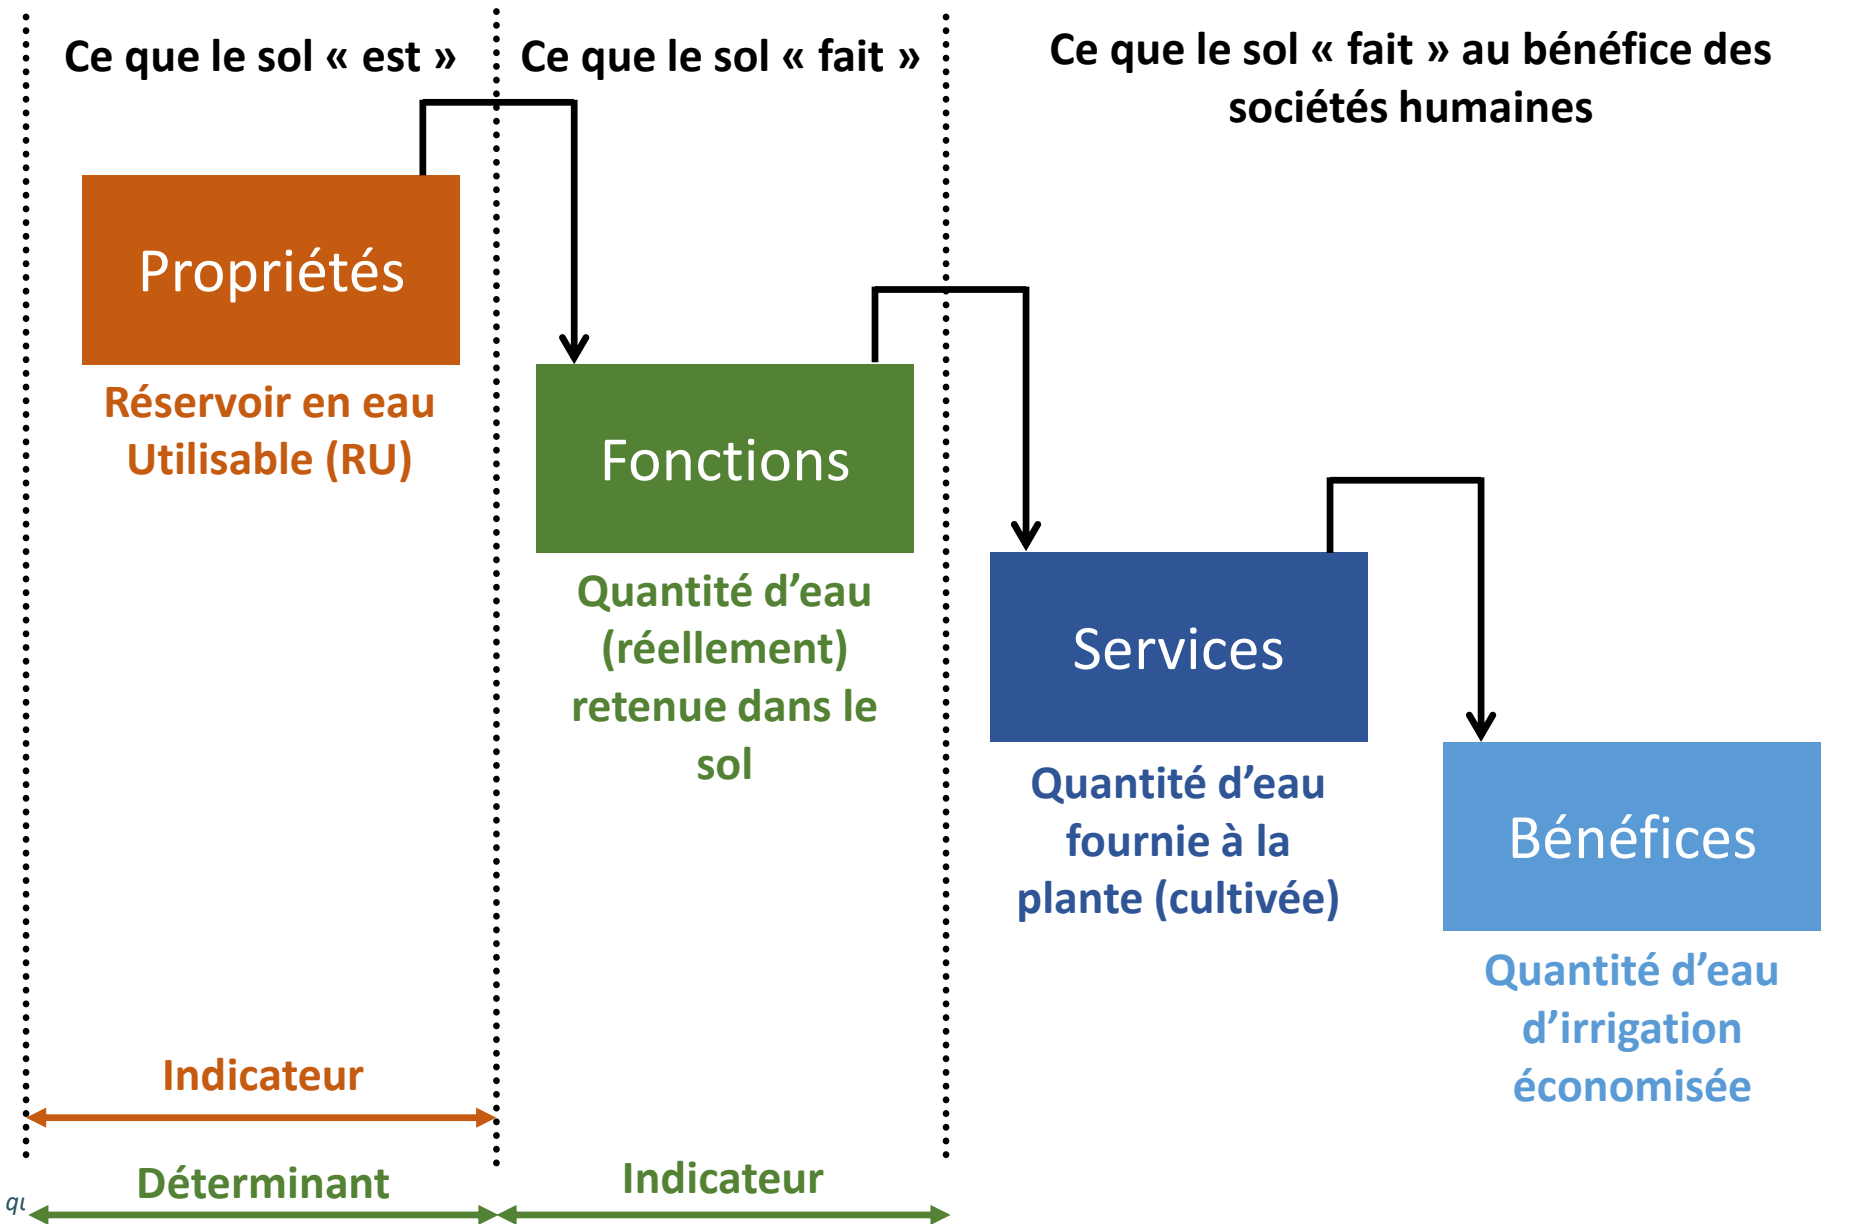 Ce que le sol « est »
Ce que le sol « fait »
Ce que le sol « fait » au bénéfice des
sociétés humaines
Propriétés
Réservoir en eau
Utilisable (RU)
Fonctions
Quantité d’eau
(réellement)
retenue dans le
sol
Services
Quantité d’eau
fournie à la
plante (cultivée)
Bénéfices
Quantité d’eau
d’irrigation
économisée
Indicateur
Déterminant
Indicateur